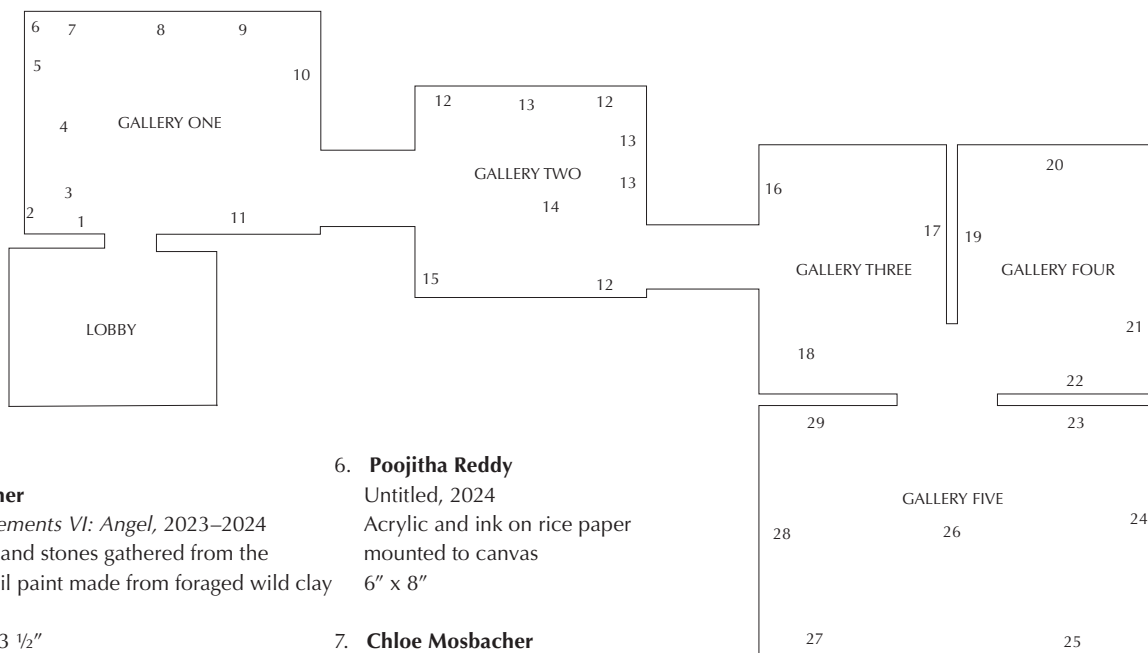 6 7 8 9
5 10
12 13 12
4 GALLERY ONE
13
20
GALLERY TWO 13
16
3 14
2 1 11
17 19
GALLERY THREE GALLERY FOUR
15 12
LOBBY 21
18
22
29 23
6. Poojitha Reddy
Untitled, 2024
Acrylic and ink on rice paper
mounted to canvas
6” x 8”
7. Chloe Mosbacher
VI: Angel, 2023–2024
and stones gathered from the
paint made from foraged wild clay
3 ½”
GALLERY FIVE
24
28 26
27 25